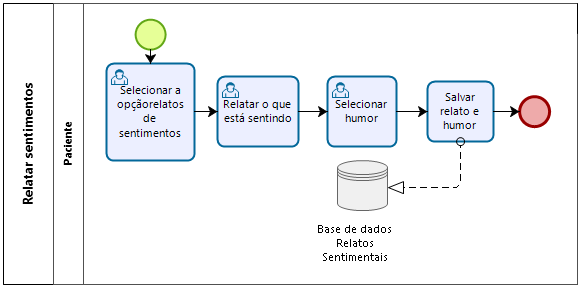 Relatar sentimentos
Paciente
Selecionar a
opçãorelatos
de
sentimentos
Relatar o que
está sentindo
Selecionar
humor
Salvar
relato e
humor
Base de dados
Relatos
Sentimentais